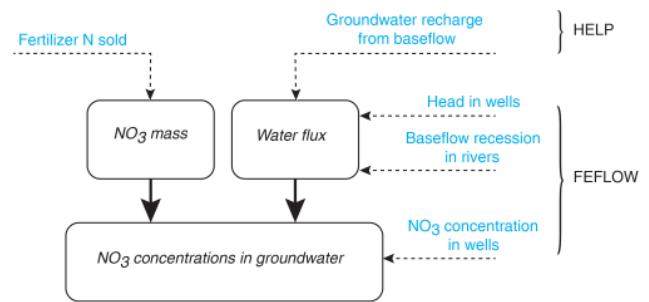 Groundwater recharge
from baseflow
HELP
Fertilizer N sold
Head in wells
NO3 mass
Water flux
Baseflow recession
in rivers
FEFLOW
NO3 concentration
in wells
NO3 concentrations in groundwater